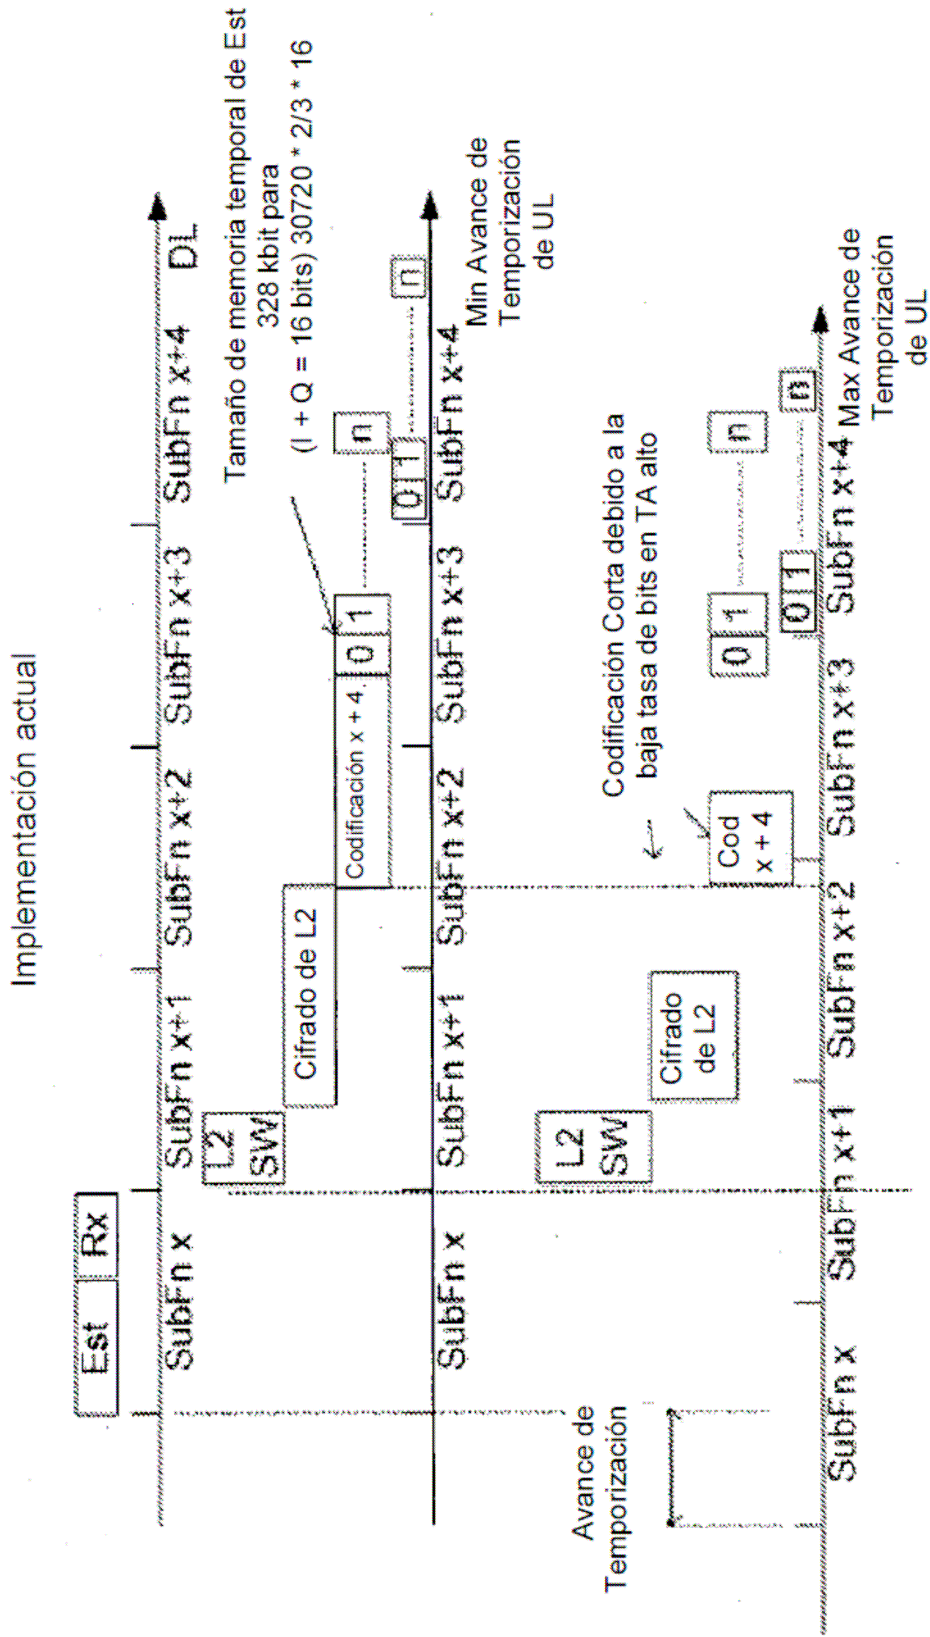 Implementación actual
Est
Rx
SubFn x
SubFn x+1
SubFn x+2
SubFn x+3
SubFn x+4
DL
Tamaño de memoria temporal de Est
328 kbit para
(I + Q = 16 bits) 30720 * 2/3 * 16
L2
SW
Cifrado de L2
Codificación x + 4
0
1
n
0
1
n
SubFn x
SubFn x+1
SubFn x+2
SubFn x+3
SubFn x+4
Min Avance de
Temporización
de UL
Avance de
Temporización
L2
SW
Cifrado
de L2
Codificación Corta debido a la
baja tasa de bits en TA alto
Cod
x + 4
0
1
n
0
1
n
SubFn x
SubFn x+1
SubFn x+2
SubFn x+3
SubFn x+4
Max Avance de
Temporización
de UL